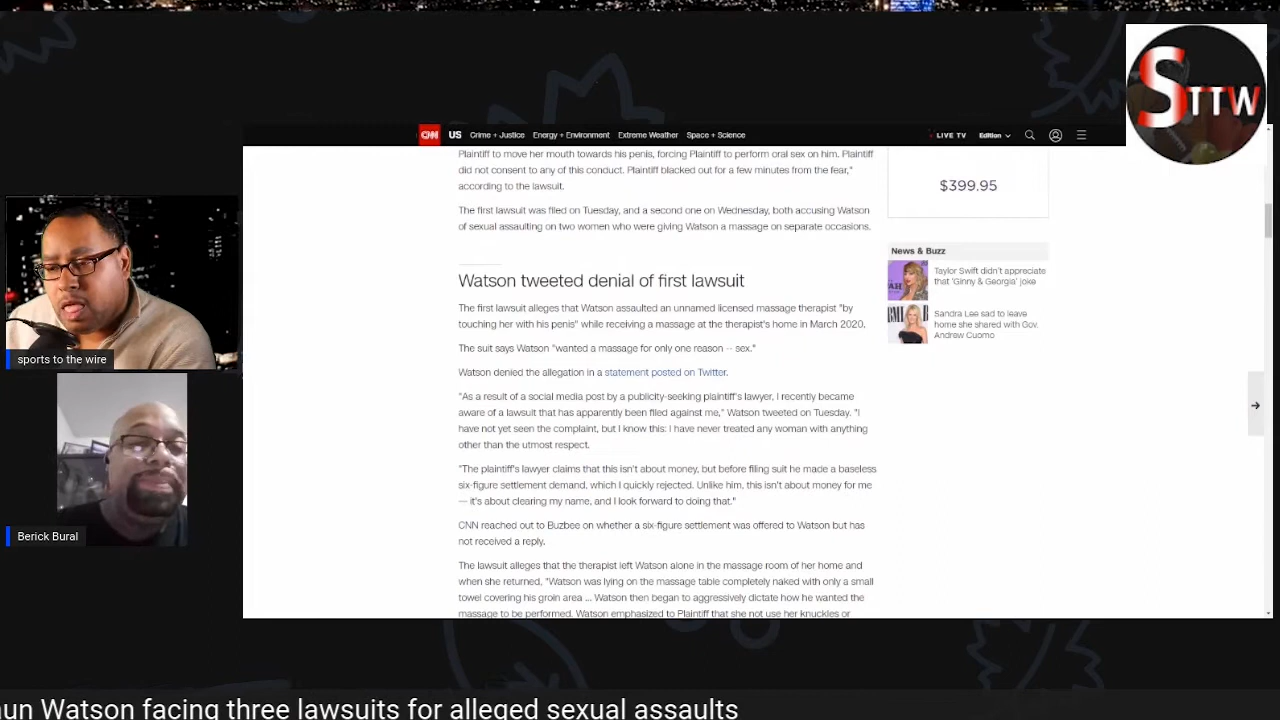 STTW
CNN US Crime + Justice Energy + Environment Extreme Weather Space + Science LIVE TV Edition
Plaintiff to move her mouth towards his penis, forcing Plaintiff to perform oral sex on him. Plaintiff
did not consent to any of this conduct. Plaintiff blacked out for a few minutes from the fear,"
according to the lawsuit.
The first lawsuit was filed on Tuesday, and a second one on Wednesday, both accusing Watson
of sexual assaulting on two women who were giving Watson a massage on separate occasions.
Watson tweeted denial of first lawsuit
The first lawsuit alleges that Watson assaulted an unnamed licensed massage therapist "by
touching her with his penis" while receiving a massage at the therapist's home in March 2020.
The suit says Watson "wanted a massage for only one reason -- sex."
Watson denied the allegation in a statement posted on Twitter.
"As a result of a social media post by a publicity-seeking plaintiff's lawyer, I recently became
aware of a lawsuit that has apparently been filed against me," Watson tweeted on Tuesday. "I
have not yet seen the complaint, but I know this: I have never treated any woman with anything
other than the utmost respect.
"The plaintiff's lawyer claims that this isn't about money, but before filing suit he made a baseless
six-figure settlement demand, which I quickly rejected. Unlike him, this isn't about money for me
— it's about clearing my name, and I look forward to doing that."
CNN reached out to Buzbee on whether a six-figure settlement was offered to Watson but has
not received a reply.
The lawsuit alleges that the therapist left Watson alone in the massage room of her home and
when she returned, "Watson was lying on the massage table completely naked with only a small
towel covering his groin area ... Watson then began to aggressively dictate how he wanted the
massage to be performed. Watson emphasized to Plaintiff that she not use her knuckles or
$399.95
News & Buzz
Taylor Swift didn't appreciate
that 'Ginny & Georgia' joke
Sandra Lee sad to leave
home she shared with Gov.
Andrew Cuomo
sports to the wire
Berick Bural
aun Watson facing three lawsuits for alleged sexual assaults